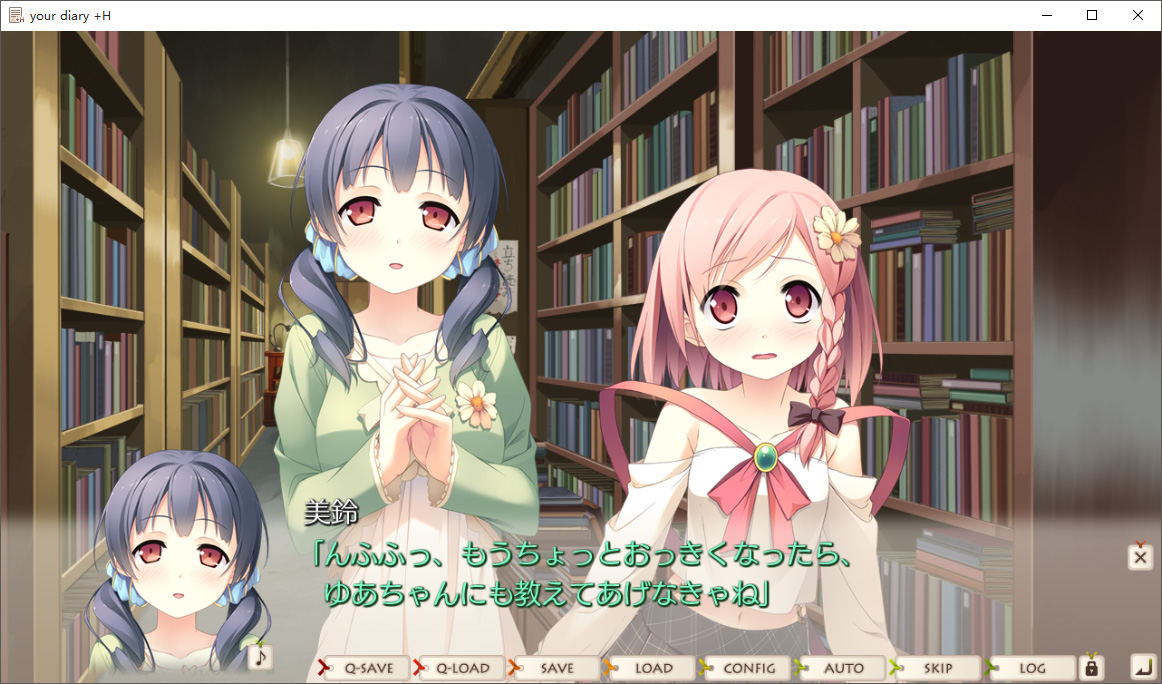 your diary +H
立ち
美鈴
「んふふっ、もうちょっとおっきくなったら、
ゆあちゃんにも教えてあげなきゃね」
Q-SAVE
Q-LOAD
SAVE
LOAD
CONFIG
AUTO
SKIP
LOG